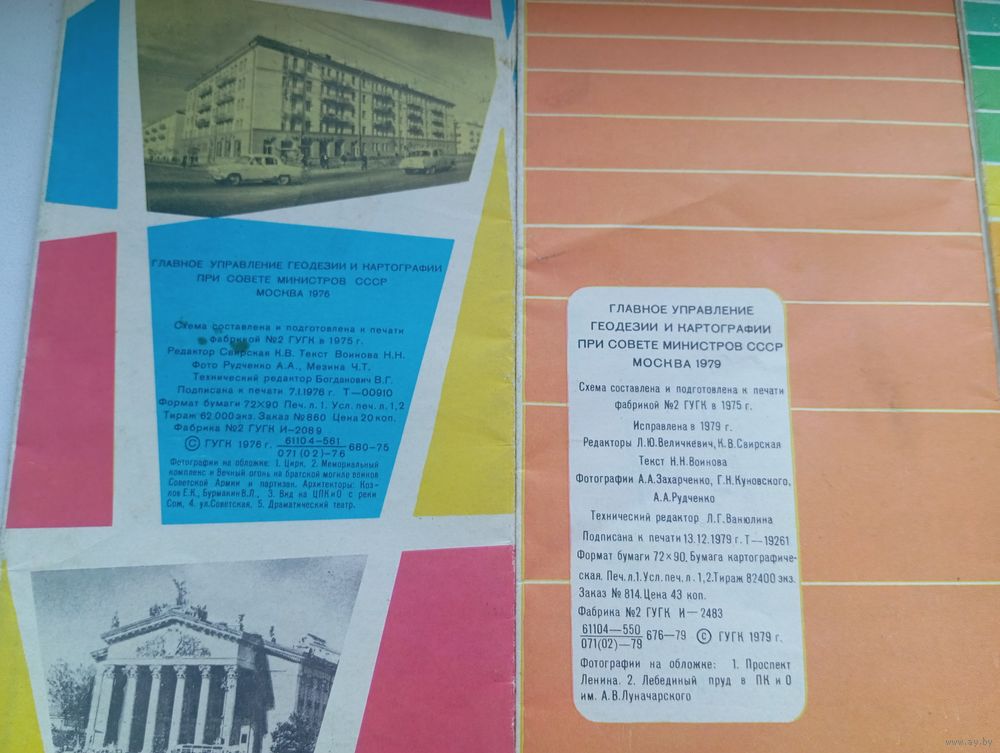 ГЛАВНОЕ УПРАВЛЕНИЕ ГЕОДЕЗИИ И КАРТОГРАФИИ
ПРИ СОВЕТЕ МИНИСТРОВ СССР
МОСКВА 1976
Схема составлена и подготовлена к печати
фабрикой №2 ГУГК в 1975 г.
Редактор Свирская К.В. Текст Воинова Н.Н.
Фото Рудченко А.А., Мезина Ч.Т.
Технический редактор Богданович В.Г.
Подписана к печати 7.I.1976 г. Т—00910
Формат бумаги 72×90 Печ.л.1. Усл. печ.л. 1,2
Тираж 62 000 экз. Заказ №860 Цена 20 коп.
Фабрика №2 ГУГК И-2089
© ГУГК 1976 г. 61104-561 680-75
071(02)-76
Фотографии на обложке: 1. Цирк. 2. Мемориальный
комплекс и Вечный огонь на братской могиле воинов
Советской Армии и партизан. Архитекторы: Коз-
лов Е.К., Бурмакин В.Л., 3. Вид на ЦПКиО с реки
Сож, 4. ул.Советская, 5. Драматический театр.
ГЛАВНОЕ УПРАВЛЕНИЕ
ГЕОДЕЗИИ И КАРТОГРАФИИ
ПРИ СОВЕТЕ МИНИСТРОВ СССР
МОСКВА 1979
Схема составлена и подготовлена к печати
фабрикой №2 ГУГК в 1975 г.
Исправлена в 1979 г.
Редакторы Л.Ю.Величкевич, К.В.Свирская
Текст Н.Н.Воинова
Фотографии А.А.Захарченко, Г.Н.Куновского,
А.А.Рудченко
Технический редактор Л.Г.Ванюлина
Подписана к печати 13.12.1979 г. Т—19261
Формат бумаги 72×90. Бумага картографиче-
ская. Печ. л.1. Усл. печ. л. 1,2. Тираж 82400 экз.
Заказ № 814. Цена 43 коп.
Фабрика №2 ГУГК И—2483
61104—550 676—79 © ГУГК 1979 г.
071(02)—79
Фотографии на обложке: 1. Проспект
Ленина. 2. Лебединый пруд в ПК и О
им. А.В.Луначарского
www.ay.by